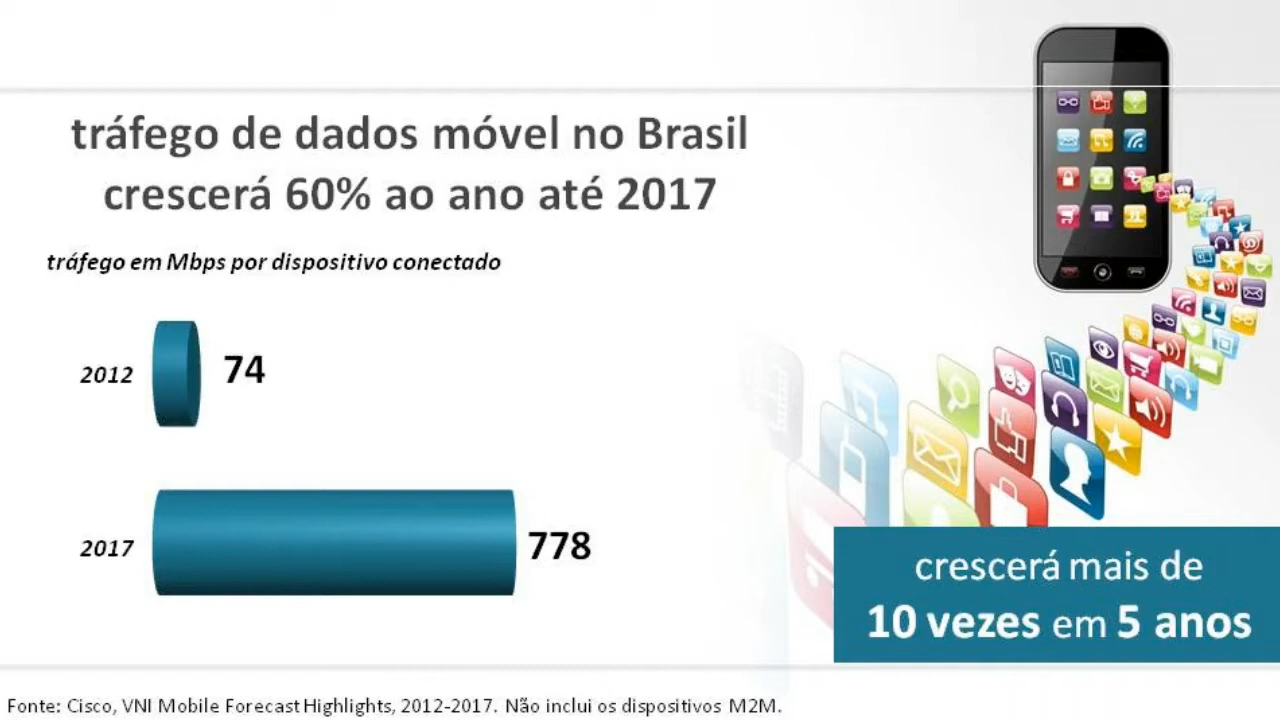 tráfego de dados móvel no Brasil
crescerá 60% ao ano até 2017
tráfego em Mbps por dispositivo conectado
2012
74
2017
778
crescerá mais de
10 vezes em 5 anos
Fonte: Cisco, VNI Mobile Forecast Highlights, 2012-2017. Não inclui os dispositivos M2M.